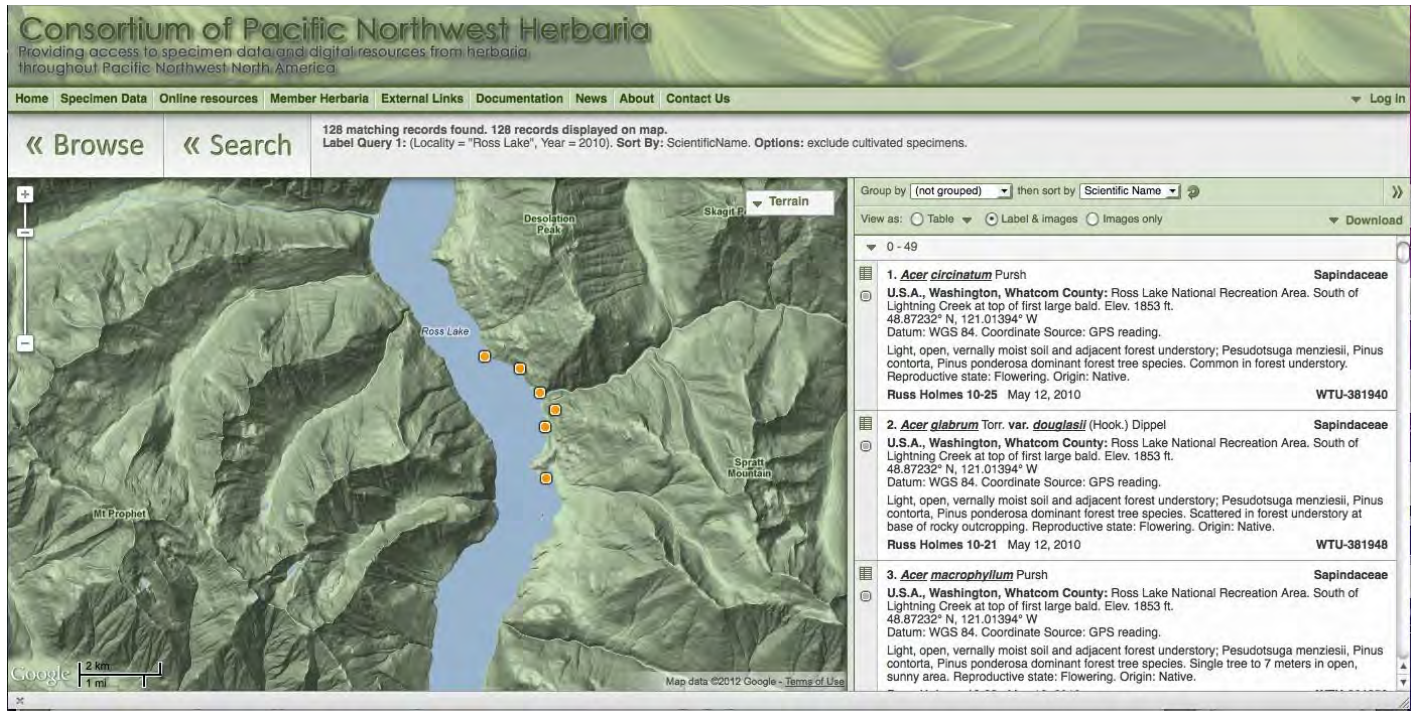 Consortium of Pacific Northwest Herbaria
Providing access to specimen data and digital resources from herbaria
throughout Pacific Northwest North America
Home Specimen Data Online resources Member Herbaria External Links Documentation News About Contact Us
Log In
« Browse
« Search
128 matching records found. 128 records displayed on map.
Label Query 1: (Locality = "Ross Lake", Year = 2010). Sort By: ScientificName. Options: exclude cultivated specimens.
Terrain
Desolation
Peak
Skagit
Ross Lake
Spratt
Mountain
Mt Prophet
Google
2 km
1 mi
Map data ©2012 Google - Terms of Use
Group by (not grouped) then sort by Scientific Name
»
View as: Table Label & images Images only
Download
0 - 49
1. Acer circinatum Pursh Sapindaceae
U.S.A., Washington, Whatcom County: Ross Lake National Recreation Area. South of
Lightning Creek at top of first large bald. Elev. 1853 ft.
48.87232° N, 121.01394° W
Datum: WGS 84. Coordinate Source: GPS reading.
Light, open, vernally moist soil and adjacent forest understory; Pesudotsuga menziesii, Pinus
contorta, Pinus ponderosa dominant forest tree species. Common in forest understory.
Reproductive state: Flowering. Origin: Native.
Russ Holmes 10-25 May 12, 2010 WTU-381940
2. Acer glabrum Torr. var. douglasii (Hook.) Dippel Sapindaceae
U.S.A., Washington, Whatcom County: Ross Lake National Recreation Area. South of
Lightning Creek at top of first large bald. Elev. 1853 ft.
48.87232° N, 121.01394° W
Datum: WGS 84. Coordinate Source: GPS reading.
Light, open, vernally moist soil and adjacent forest understory; Pesudotsuga menziesii, Pinus
contorta, Pinus ponderosa dominant forest tree species. Scattered in forest understory at
base of rocky outcropping. Reproductive state: Flowering. Origin: Native.
Russ Holmes 10-21 May 12, 2010 WTU-381948
3. Acer macrophyllum Pursh Sapindaceae
U.S.A., Washington, Whatcom County: Ross Lake National Recreation Area. South of
Lightning Creek at top of first large bald. Elev. 1853 ft.
48.87232° N, 121.01394° W
Datum: WGS 84. Coordinate Source: GPS reading.
Light, open, vernally moist soil and adjacent forest understory; Pesudotsuga menziesii, Pinus
contorta, Pinus ponderosa dominant forest tree species. Single tree to 7 meters in open,
sunny area. Reproductive state: Flowering. Origin: Native.